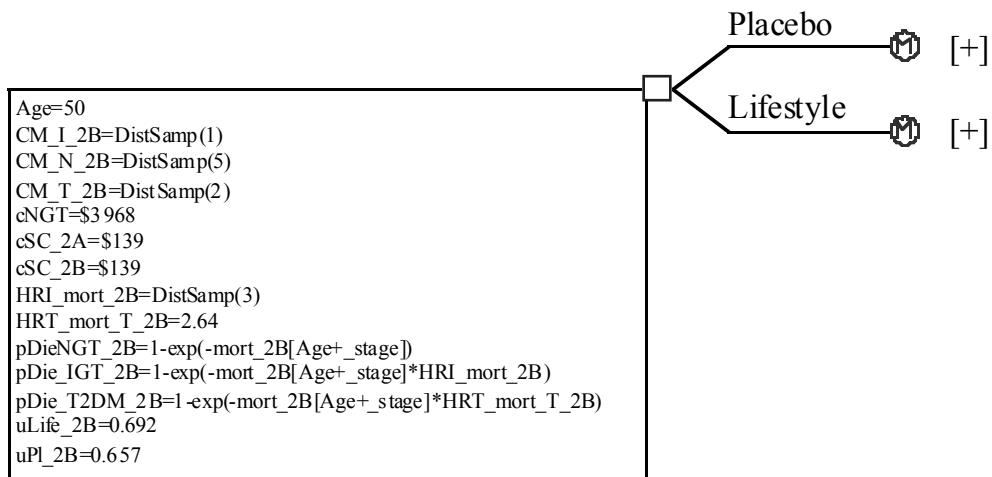 Placebo
[+]
Lifestyle
[+]
Age=50
CM_I_2B=DistSamp(1)
CM_N_2B=DistSamp(5)
CM_T_2B=DistSamp(2)
cNGT=$3968
cSC_2A=$139
cSC_2B=$139
HRI_mort_2B=DistSamp(3)
HRT_mort_T_2B=2.64
pDieNGT_2B=1-exp(-mort_2B[Age+_stage])
pDie_IGT_2B=1-exp(-mort_2B[Age+_stage]*HRI_mort_2B)
pDie_T2DM_2B=1-exp(-mort_2B[Age+_stage]*HRT_mort_T_2B)
uLife_2B=0.692
uPl_2B=0.657